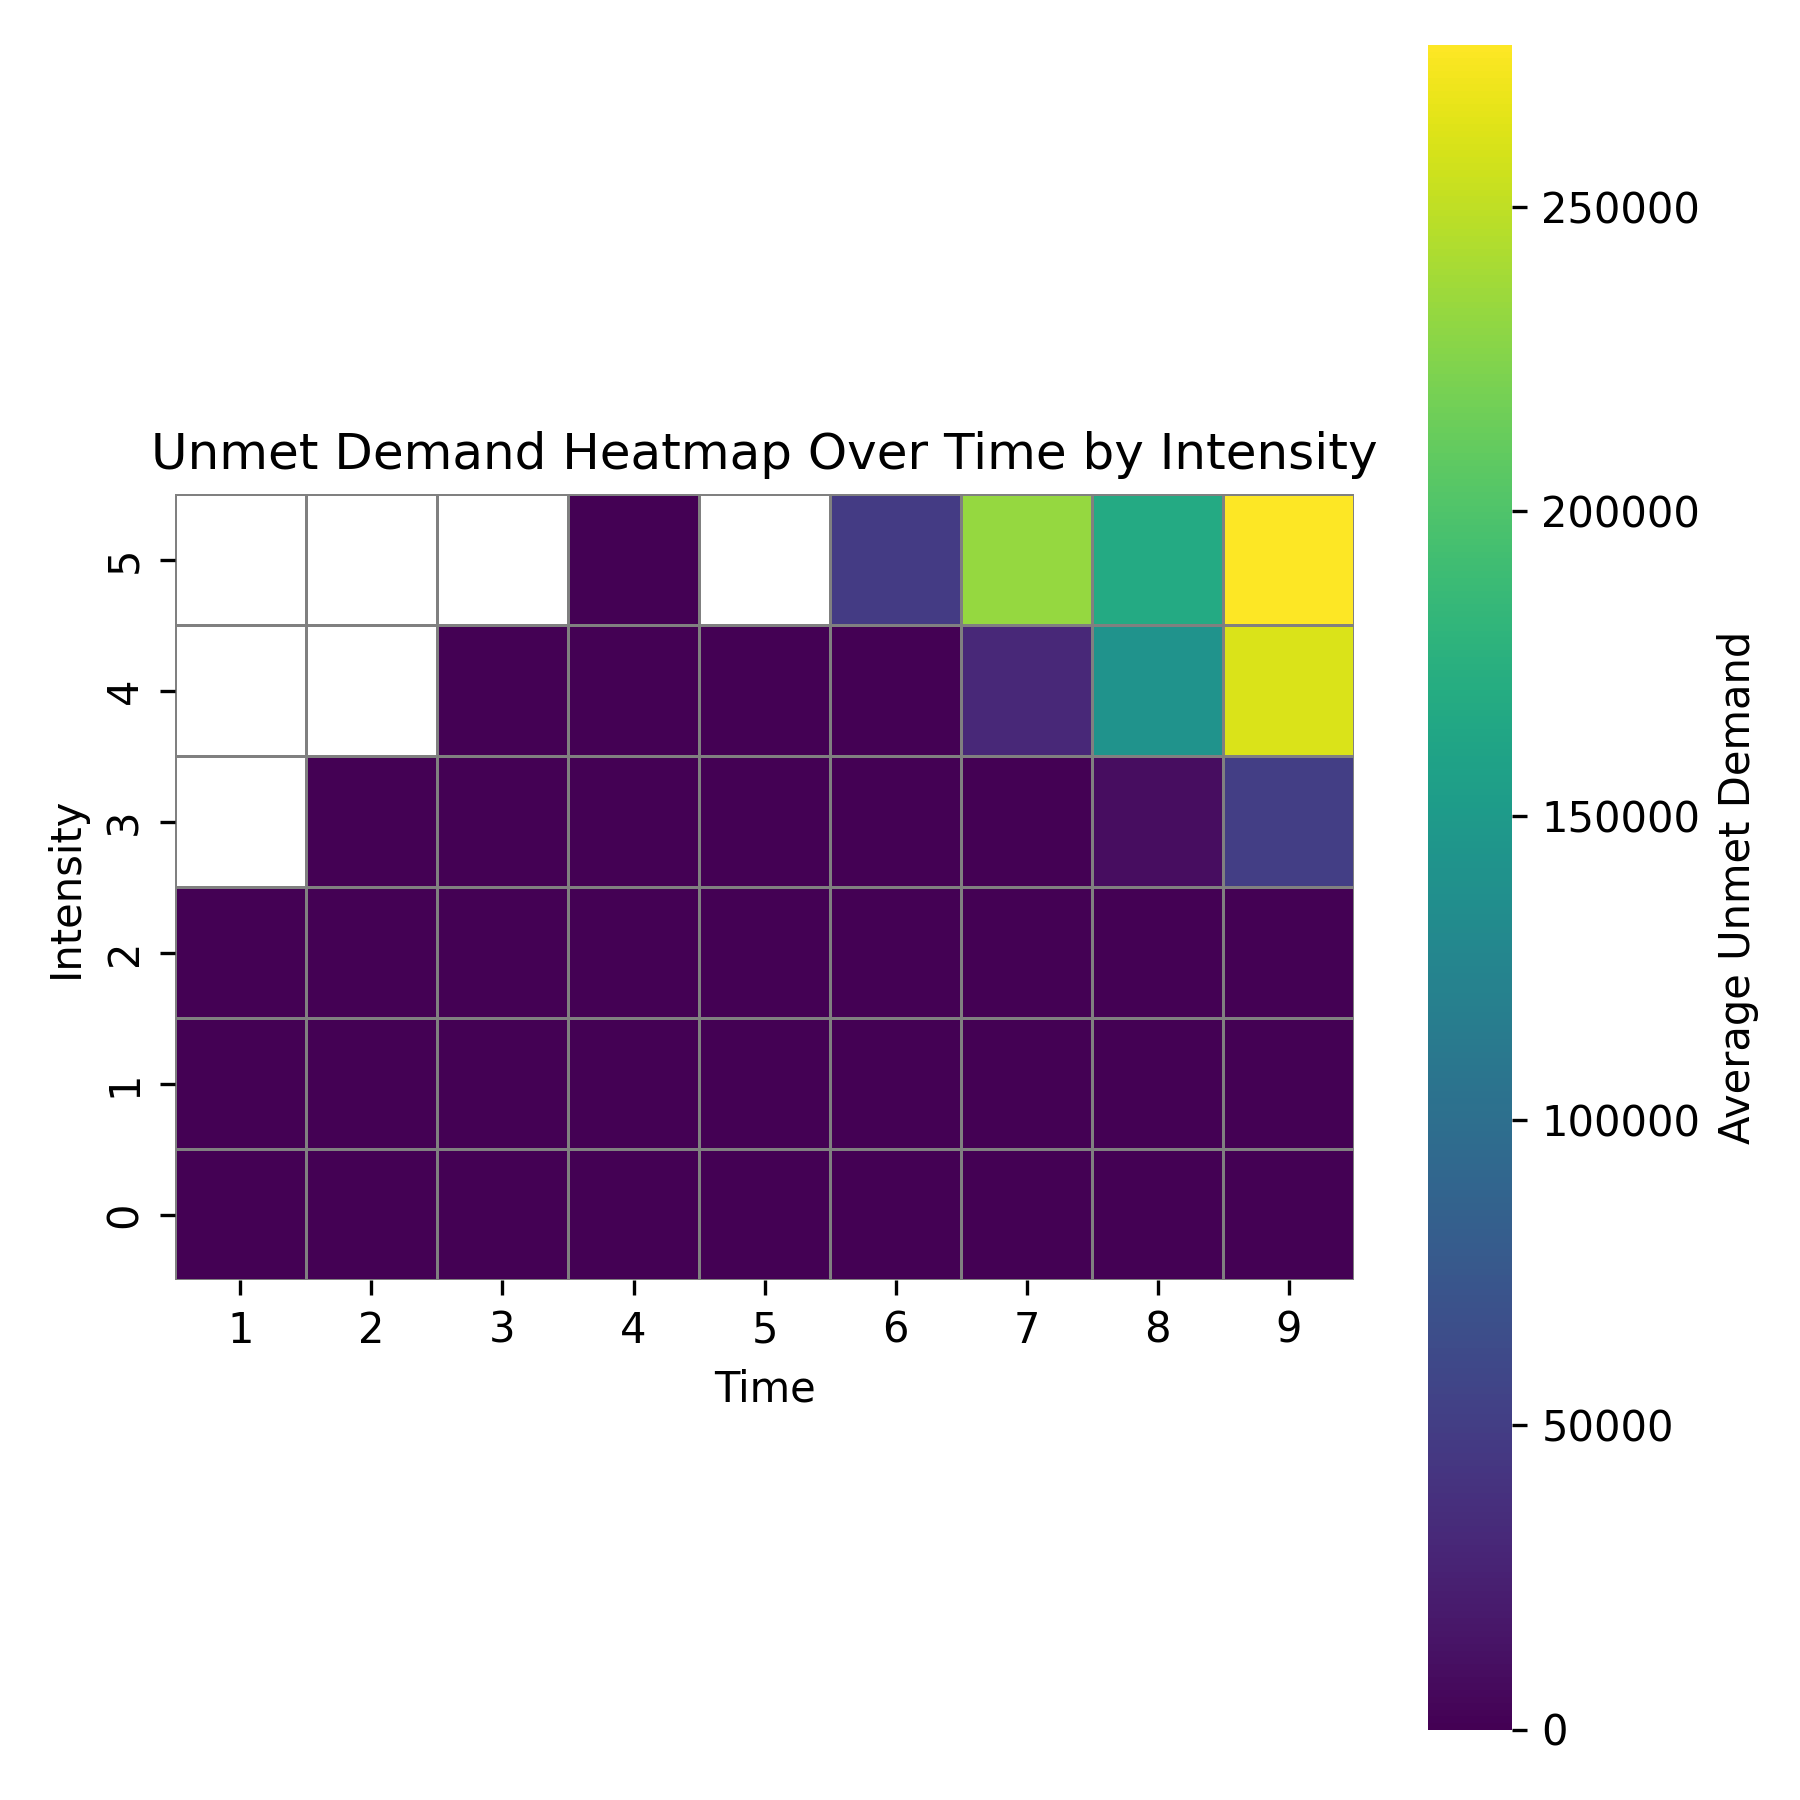 Unmet Demand Heatmap Over Time by Intensity
Intensity
5
4
3
2
1
0
1 2 3 4 5 6 7 8 9
Time
250000
200000
150000
100000
50000
0
Average Unmet Demand